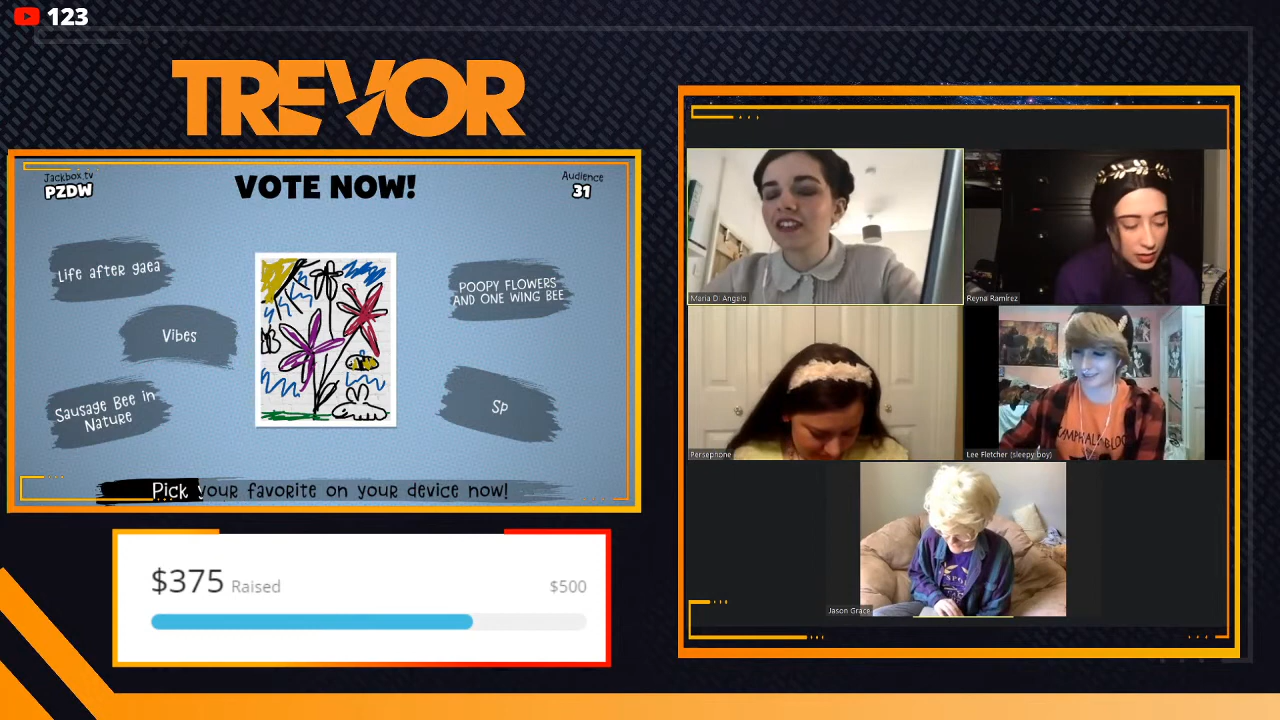 123
TREVOR
Jackbox.tv
PZDW
VOTE NOW!
Audience
31
Life after gaea
Vibes
Sausage Bee in
Nature
POOPY FLOWERS
AND ONE WING BEE
Sp
Pick your favorite on your device now!
$375 Raised
$500
Maria Di Angelo
Reyna Ramírez
Persephone
Lee Fletcher (sleepy boy)
Jason Grace